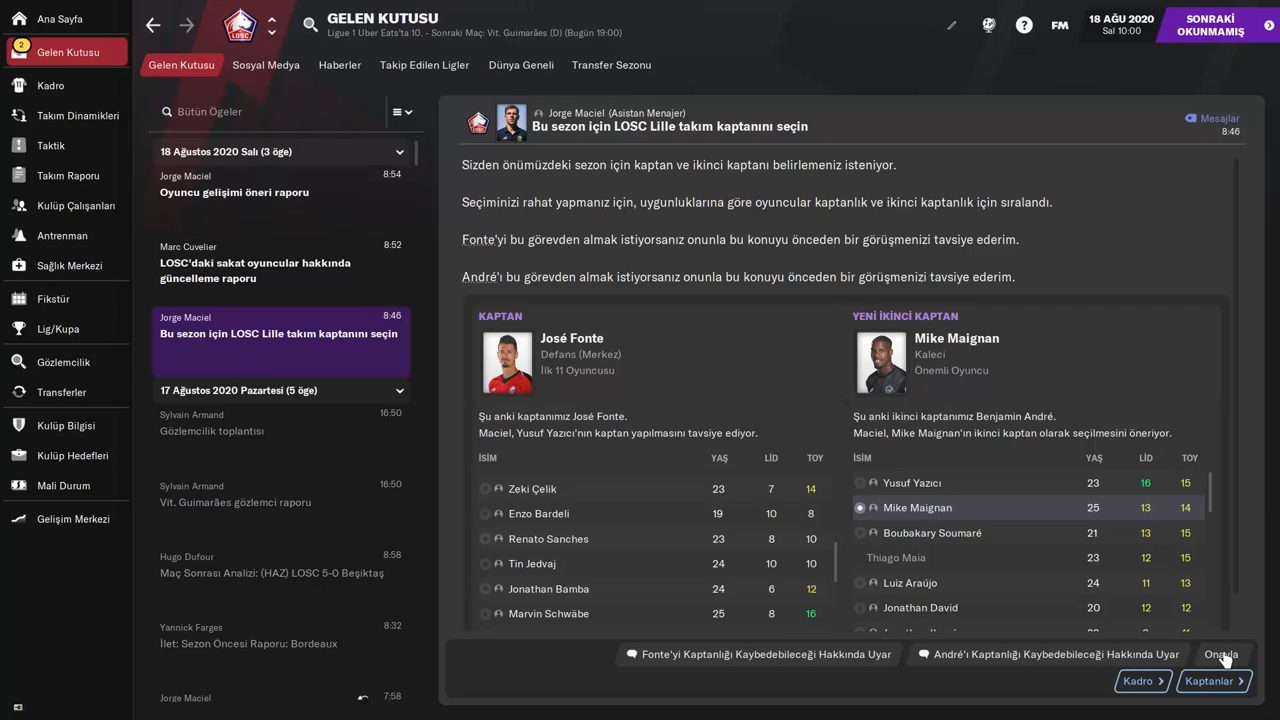 Ana Sayfa
2
Gelen Kutusu
Kadro
Takım Dinamikleri
Taktik
Takım Raporu
Kulüp Çalışanları
Antrenman
Sağlık Merkezi
Fikstür
Lig/Kupa
Gözlemcilik
Transferler
Kulüp Bilgisi
Kulüp Hedefleri
Mali Durum
Gelişim Merkezi
LOSC
GELEN KUTUSU
Ligue 1 Uber Eats'ta 10. - Sonraki Maç: Vit. Guimarães (D) (Bugün 19:00)
FM
18 AĞU 2020
Sal 10:00
SONRAKİ
OKUNMAMIŞ
Gelen Kutusu
Sosyal Medya
Haberler
Takip Edilen Ligler
Dünya Geneli
Transfer Sezonu
Bütün Ögeler
18 Ağustos 2020 Salı (3 öge)
Jorge Maciel 8:54
Oyuncu gelişimi öneri raporu
Marc Cuvelier 8:52
LOSC'daki sakat oyuncular hakkında
güncelleme raporu
Jorge Maciel 8:46
Bu sezon için LOSC Lille takım kaptanını seçin
17 Ağustos 2020 Pazartesi (5 öge)
Sylvain Armand 16:50
Gözlemcilik toplantısı
Sylvain Armand 16:50
Vit. Guimarães gözlemci raporu
Hugo Dufour 8:58
Maç Sonrası Analizi: (HAZ) LOSC 5-0 Beşiktaş
Yannick Farges 8:32
İlet: Sezon Öncesi Raporu: Bordeaux
Jorge Maciel 7:58
Jorge Maciel (Asistan Menajer)
Bu sezon için LOSC Lille takım kaptanını seçin
Mesajlar
8:46
Sizden önümüzdeki sezon için kaptan ve ikinci kaptanı belirlemeniz isteniyor.
Seçiminizi rahat yapmanız için, uygunluklarına göre oyuncular kaptanlık ve ikinci kaptanlık için sıralandı.
Fonte'yi bu görevden almak istiyorsanız onunla bu konuyu önceden bir görüşmenizi tavsiye ederim.
André'ı bu görevden almak istiyorsanız onunla bu konuyu önceden bir görüşmenizi tavsiye ederim.
KAPTAN
José Fonte
Defans (Merkez)
İlk 11 Oyuncusu
Şu anki kaptanımız José Fonte.
Maciel, Yusuf Yazıcı'nın kaptan yapılmasını tavsiye ediyor.
İSİM YAŞ LİD TOY
Zeki Çelik 23 7 14
Enzo Bardeli 19 10 8
Renato Sanches 23 8 10
Tin Jedvaj 24 10 10
Jonathan Bamba 24 6 12
Marvin Schwäbe 25 8 16
YENİ İKİNCİ KAPTAN
Mike Maignan
Kaleci
Önemli Oyuncu
Şu anki ikinci kaptanımız Benjamin André.
Maciel, Mike Maignan'ın ikinci kaptan olarak seçilmesini öneriyor.
İSİM YAŞ LİD TOY
Yusuf Yazıcı 23 16 15
Mike Maignan 25 13 14
Boubakary Soumaré 21 13 15
Thiago Maia 23 12 15
Luiz Araújo 24 11 13
Jonathan David 20 12 12
Fonte'yi Kaptanlığı Kaybedebileceği Hakkında Uyar
André'ı Kaptanlığı Kaybedebileceği Hakkında Uyar
Onayla
Kadro
Kaptanlar